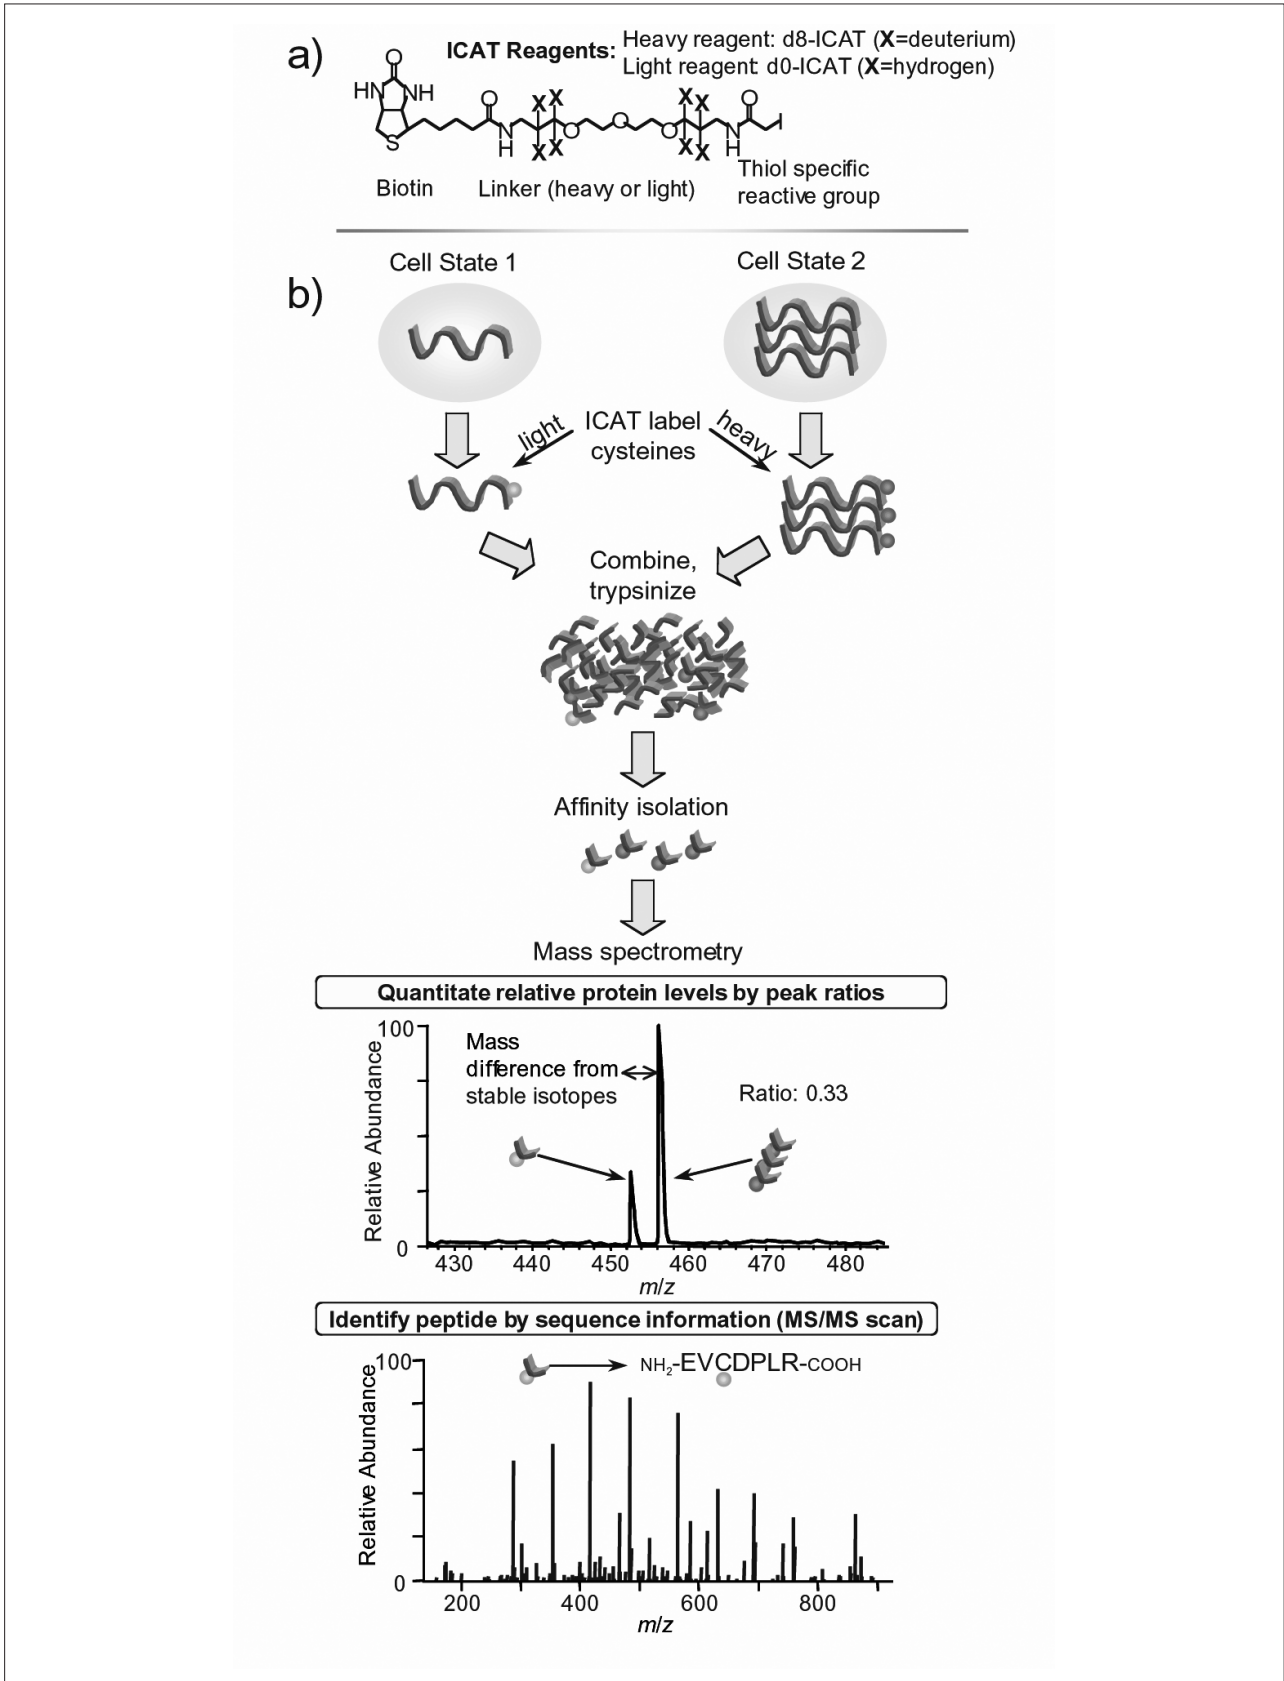 a)
ICAT Reagents:
Heavy reagent: d8-ICAT (X=deuterium)
Light reagent: d0-ICAT (X=hydrogen)
O
HN NH
S
O
N
H
X X
X X
O O O
X X
X X
N
H
O
I
Biotin
Linker (heavy or light)
Thiol specific
reactive group
b)
Cell State 1
Cell State 2
light
ICAT label
cysteines
heavy
Combine,
trypsinize
Affinity isolation
Mass spectrometry
Quantitate relative protein levels by peak ratios
Relative Abundance
100
0
Mass
difference from
stable isotopes
Ratio: 0.33
430 440 450 460 470 480
m/z
Identify peptide by sequence information (MS/MS scan)
Relative Abundance
100
0
NH2-EVCDPLR-COOH
200 400 600 800
m/z